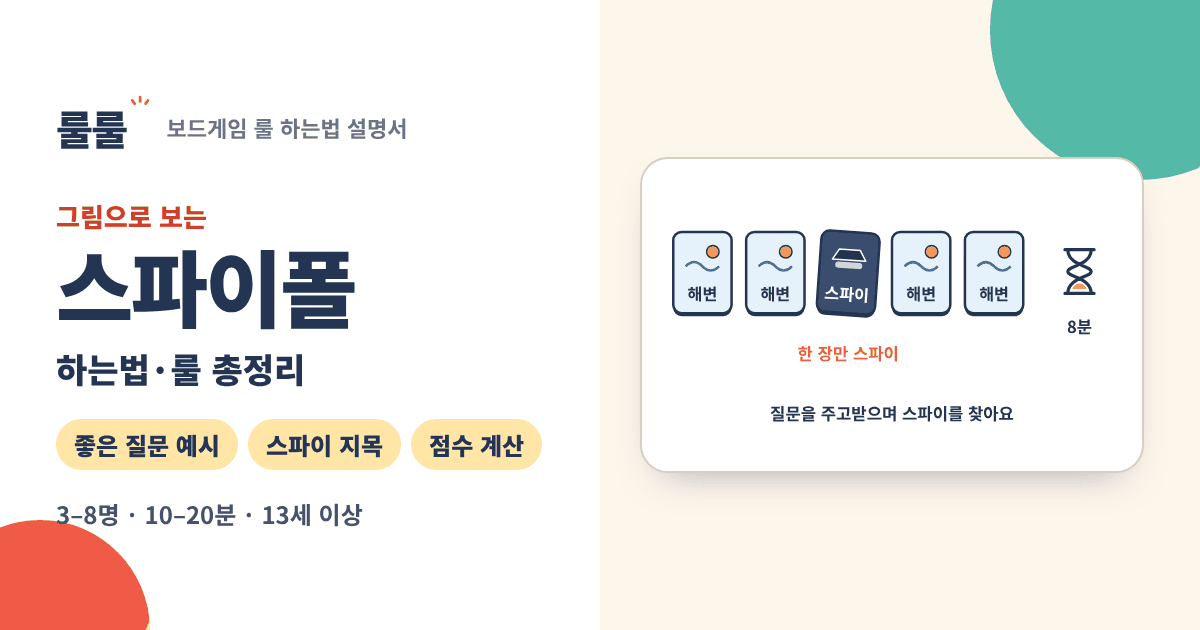 룰룰 보드게임 룰 하는법 설명서
그림으로 보는
스파이폴
하는법·룰 총정리
좋은 질문 예시 스파이 지목 점수 계산
3–8명 · 10–20분 · 13세 이상
해변 해변 스파이 해변 해변
8분
한 장만 스파이
질문을 주고받으며 스파이를 찾아요